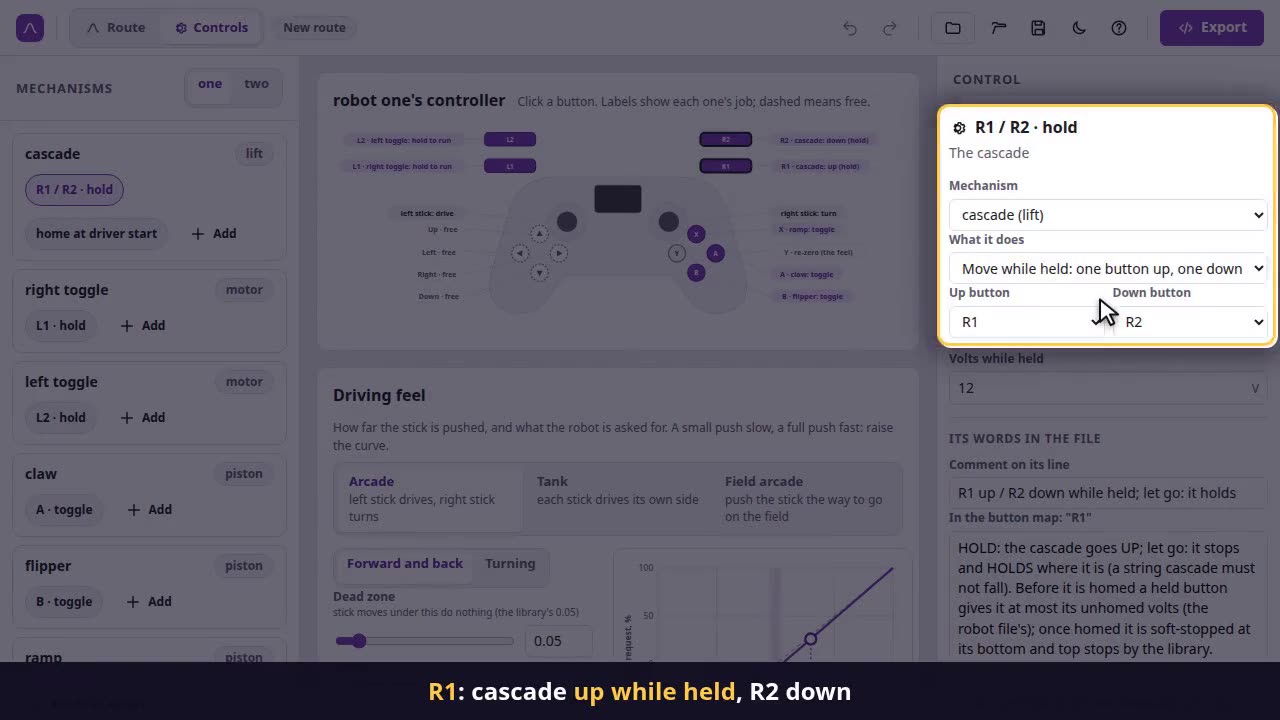 Route
Controls
New route
Export
MECHANISMS
one
two
cascade
lift
R1 / R2 · hold
home at driver start
Add
right toggle
motor
L1 · hold
Add
left toggle
motor
L2 · hold
Add
claw
piston
A · toggle
Add
flipper
piston
B · toggle
Add
ramp
piston
robot one's controller
Click a button. Labels show each one's job; dashed means free.
L2 · left toggle: hold to run
L2
R2
R2 · cascade: down (hold)
L1 · right toggle: hold to run
L1
R1
R1 · cascade: up (hold)
left stick: drive
right stick: turn
Up · free
X
X · ramp: toggle
Left · free
Y
A
Y · re-zero (the feel)
Right · free
A · claw: toggle
Down · free
B · flipper: toggle
Driving feel
How far the stick is pushed, and what the robot is asked for. A small push slow, a full push fast: raise
the curve.
Arcade
left stick drives, right stick
turns
Tank
each stick drives its own side
Field arcade
push the stick the way to go
on the field
Forward and back
Turning
Dead zone
stick moves under this do nothing (the library's 0.05)
0.05
100
50
request, %
CONTROL
R1 / R2 · hold
The cascade
Mechanism
cascade (lift)
What it does
Move while held: one button up, one down
Up button
Down button
R1
R2
Volts while held
12
V
ITS WORDS IN THE FILE
Comment on its line
R1 up / R2 down while held; let go: it holds
In the button map: "R1"
HOLD: the cascade goes UP; let go: it stops
and HOLDS where it is (a string cascade must
not fall). Before it is homed a held button
gives it at most its unhomed volts (the
robot file's); once homed it is soft-stopped at
its bottom and top stops by the library.
R1: cascade up while held, R2 down